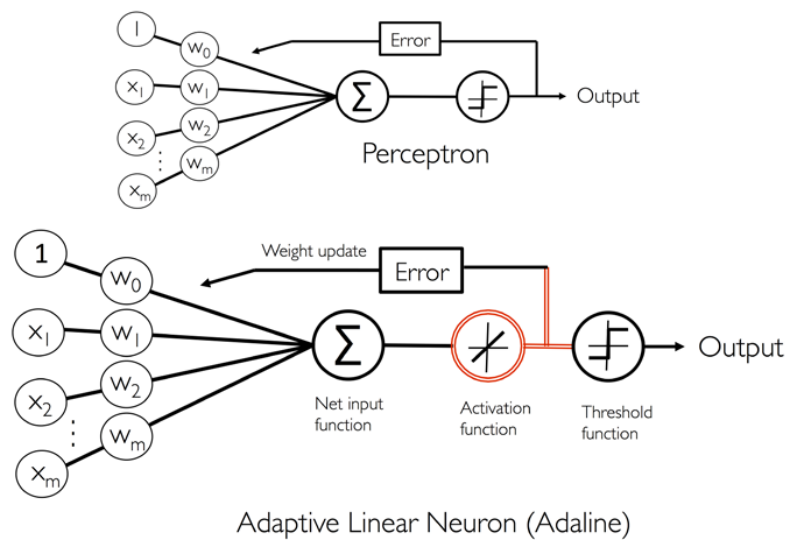 1
w0
Error
x1
w1
Σ
Output
x2
w2
⋮
wm
xm
Perceptron
1
w0
Weight update
Error
x1
w1
Σ
Output
x2
w2
⋮
wm
xm
Net input
function
Activation
function
Threshold
function
Adaptive Linear Neuron (Adaline)